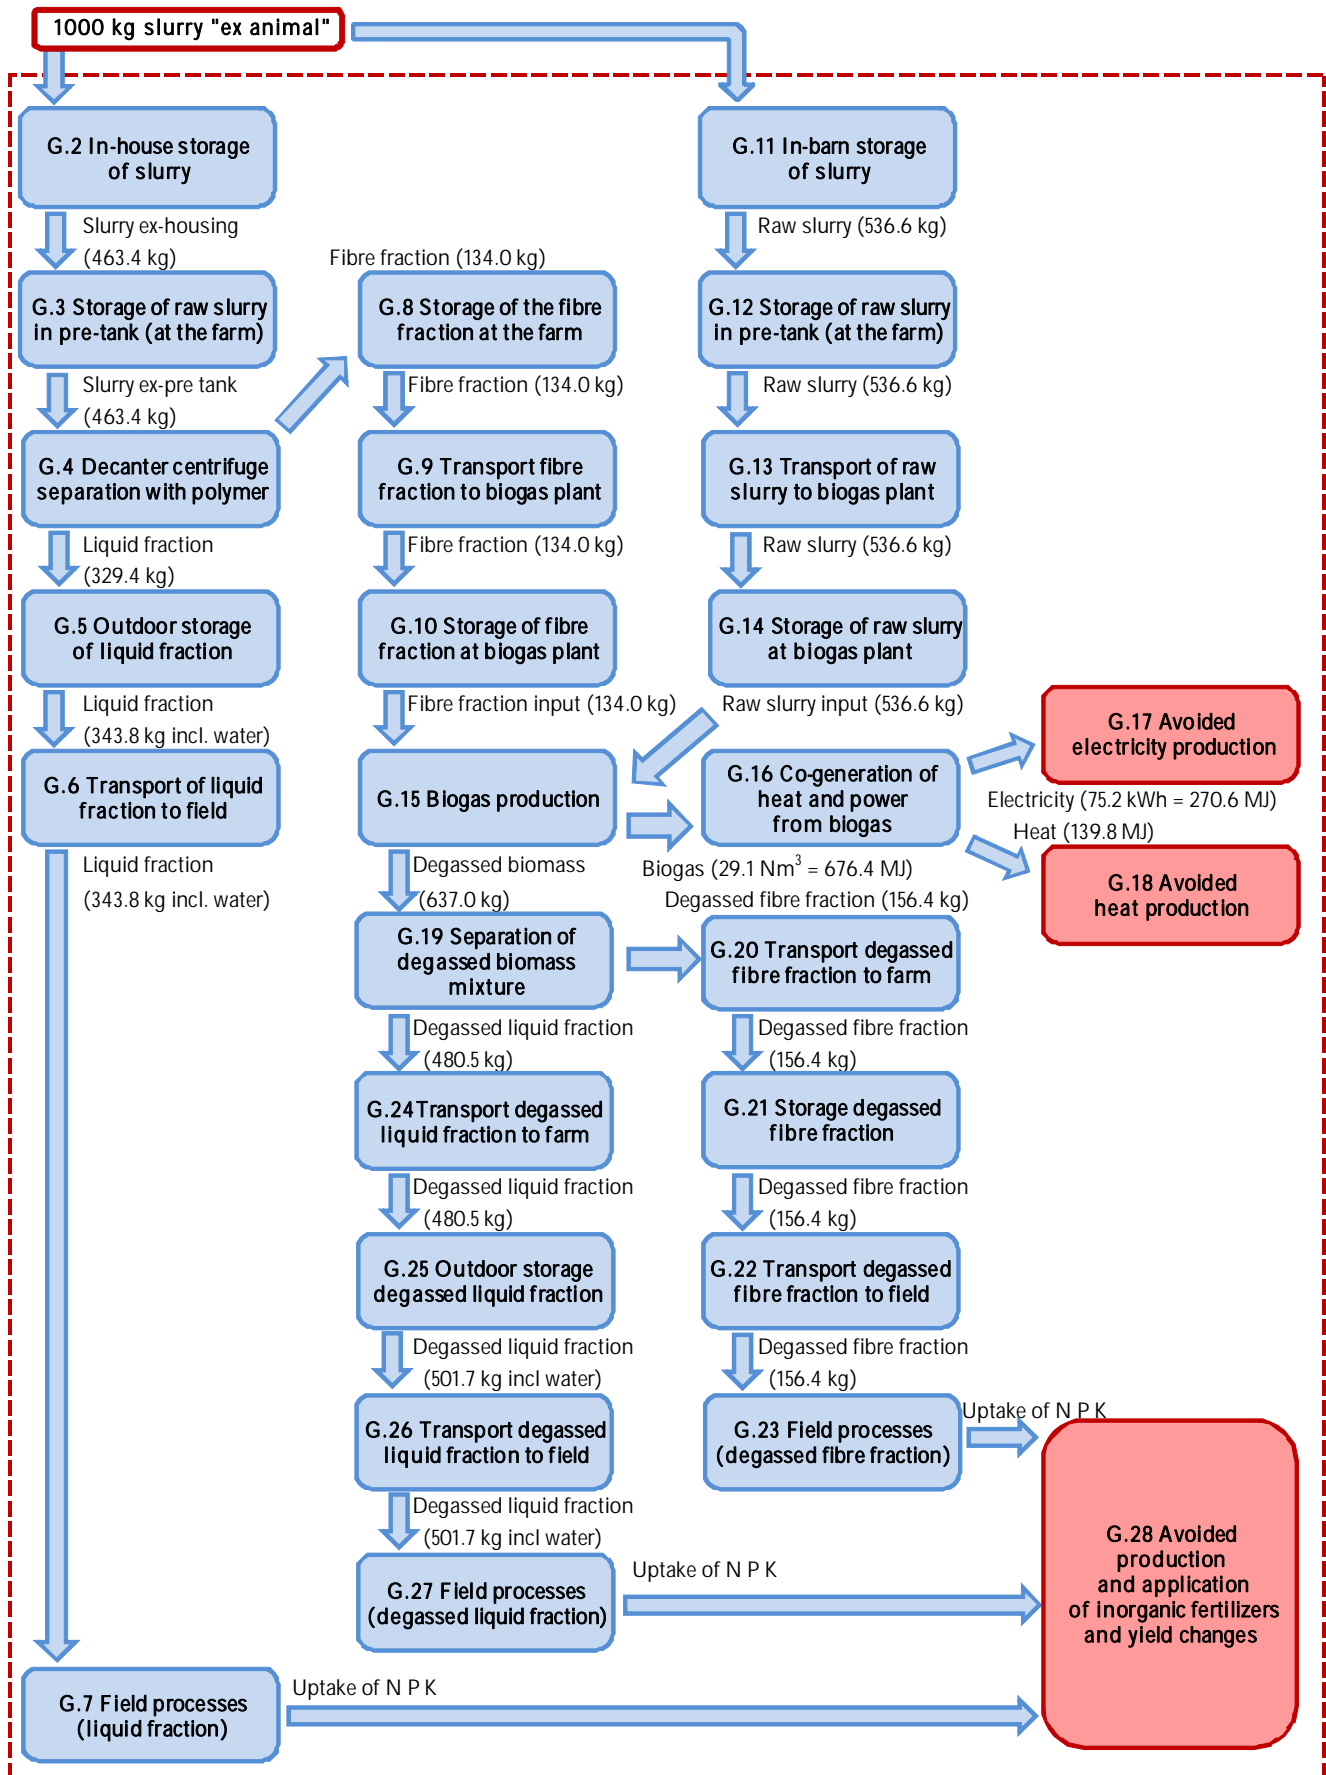 1000 kg slurry "ex animal"
G.2 In-house storage
of slurry
G.11 In-barn storage
of slurry
Slurry ex-housing
(463.4 kg)
Raw slurry (536.6 kg)
Fibre fraction (134.0 kg)
G.3 Storage of raw slurry
in pre-tank (at the farm)
G.8 Storage of the fibre
fraction at the farm
G.12 Storage of raw slurry
in pre-tank (at the farm)
Slurry ex-pre tank
(463.4 kg)
Fibre fraction (134.0 kg)
Raw slurry (536.6 kg)
G.4 Decanter centrifuge
separation with polymer
G.9 Transport fibre
fraction to biogas plant
G.13 Transport of raw
slurry to biogas plant
Liquid fraction
(329.4 kg)
Fibre fraction (134.0 kg)
Raw slurry (536.6 kg)
G.5 Outdoor storage
of liquid fraction
G.10 Storage of fibre
fraction at biogas plant
G.14 Storage of raw slurry
at biogas plant
Liquid fraction
(343.8 kg incl. water)
Fibre fraction input (134.0 kg)
Raw slurry input (536.6 kg)
G.17 Avoided
electricity production
G.6 Transport of liquid
fraction to field
G.15 Biogas production
G.16 Co-generation of
heat and power
from biogas
Electricity (75.2 kWh = 270.6 MJ)
Heat (139.8 MJ)
Liquid fraction
(343.8 kg incl. water)
Degassed biomass
(637.0 kg)
Biogas (29.1 Nm³ = 676.4 MJ)
Degassed fibre fraction (156.4 kg)
G.18 Avoided
heat production
G.19 Separation of
degassed biomass
mixture
G.20 Transport degassed
fibre fraction to farm
Degassed liquid fraction
(480.5 kg)
Degassed fibre fraction
(156.4 kg)
G.24 Transport degassed
liquid fraction to farm
G.21 Storage degassed
fibre fraction
Degassed liquid fraction
(480.5 kg)
Degassed fibre fraction
(156.4 kg)
G.25 Outdoor storage
degassed liquid fraction
G.22 Transport degassed
fibre fraction to field
Degassed liquid fraction
(501.7 kg incl water)
Degassed fibre fraction
(156.4 kg)
G.26 Transport degassed
liquid fraction to field
G.23 Field processes
(degassed fibre fraction)
Uptake of N P K
Degassed liquid fraction
(501.7 kg incl water)
G.27 Field processes
(degassed liquid fraction)
Uptake of N P K
G.28 Avoided
production
and application
of inorganic fertilizers
and yield changes
G.7 Field processes
(liquid fraction)
Uptake of N P K